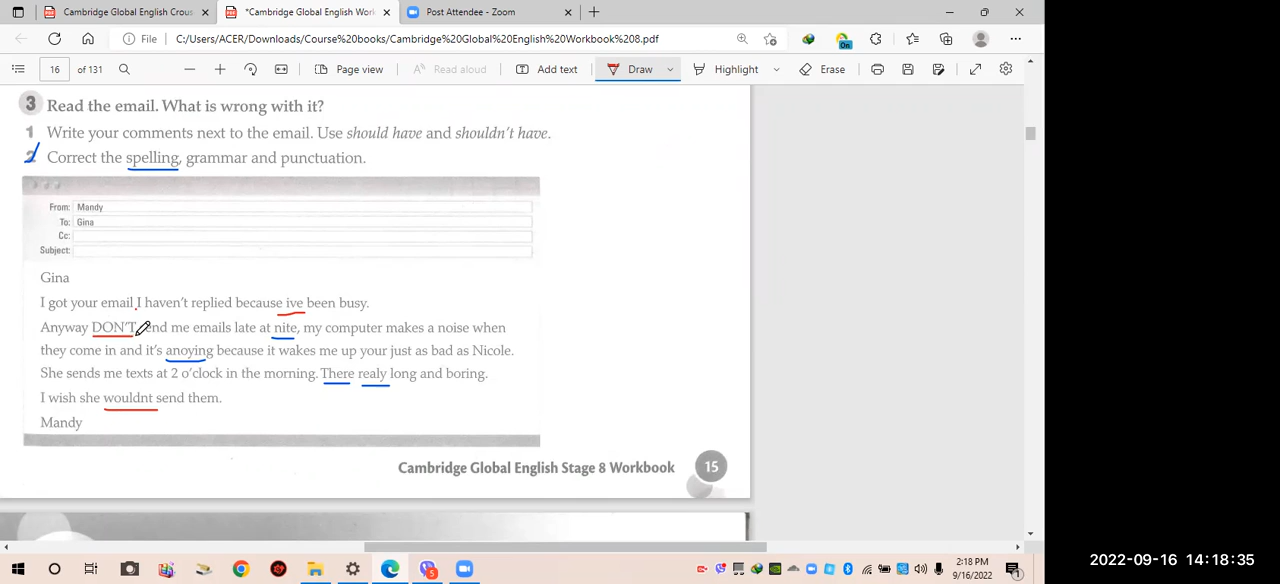 Cambridge Global English Crous
*Cambridge Global English Work
Post Attendee - Zoom
File
C:/Users/ACER/Downloads/Course%20books/Cambridge%20Global%20English%20Workbook%208.pdf
On
16 of 131
Page view
Read aloud
Add text
Draw
Highlight
Erase
3 Read the email. What is wrong with it?
1 Write your comments next to the email. Use should have and shouldn't have.
2 Correct the spelling, grammar and punctuation.
From: Mandy
To: Gina
Cc:
Subject:
Gina
I got your email I haven't replied because ive been busy.
Anyway DON'T send me emails late at nite, my computer makes a noise when
they come in and it's anoying because it wakes me up your just as bad as Nicole.
She sends me texts at 2 o'clock in the morning. There realy long and boring.
I wish she wouldnt send them.
Mandy
Cambridge Global English Stage 8 Workbook 15
2:18 PM
9/16/2022
2022-09-16 14:18:35